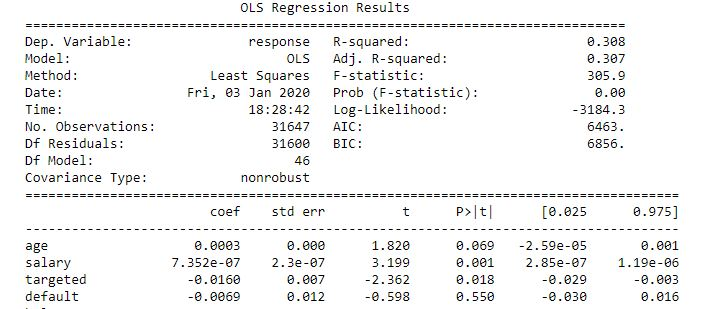 OLS Regression Results
==============================================================================
Dep. Variable: response R-squared: 0.308
Model: OLS Adj. R-squared: 0.307
Method: Least Squares F-statistic: 305.9
Date: Fri, 03 Jan 2020 Prob (F-statistic): 0.00
Time: 18:28:42 Log-Likelihood: -3184.3
No. Observations: 31647 AIC: 6463.
Df Residuals: 31600 BIC: 6856.
Df Model: 46
Covariance Type: nonrobust
==============================================================================
coef std err t P>|t| [0.025 0.975]
------------------------------------------------------------------------------
age 0.0003 0.000 1.820 0.069 -2.59e-05 0.001
salary 7.352e-07 2.3e-07 3.199 0.001 2.85e-07 1.19e-06
targeted -0.0160 0.007 -2.362 0.018 -0.029 -0.003
default -0.0069 0.012 -0.598 0.550 -0.030 0.016